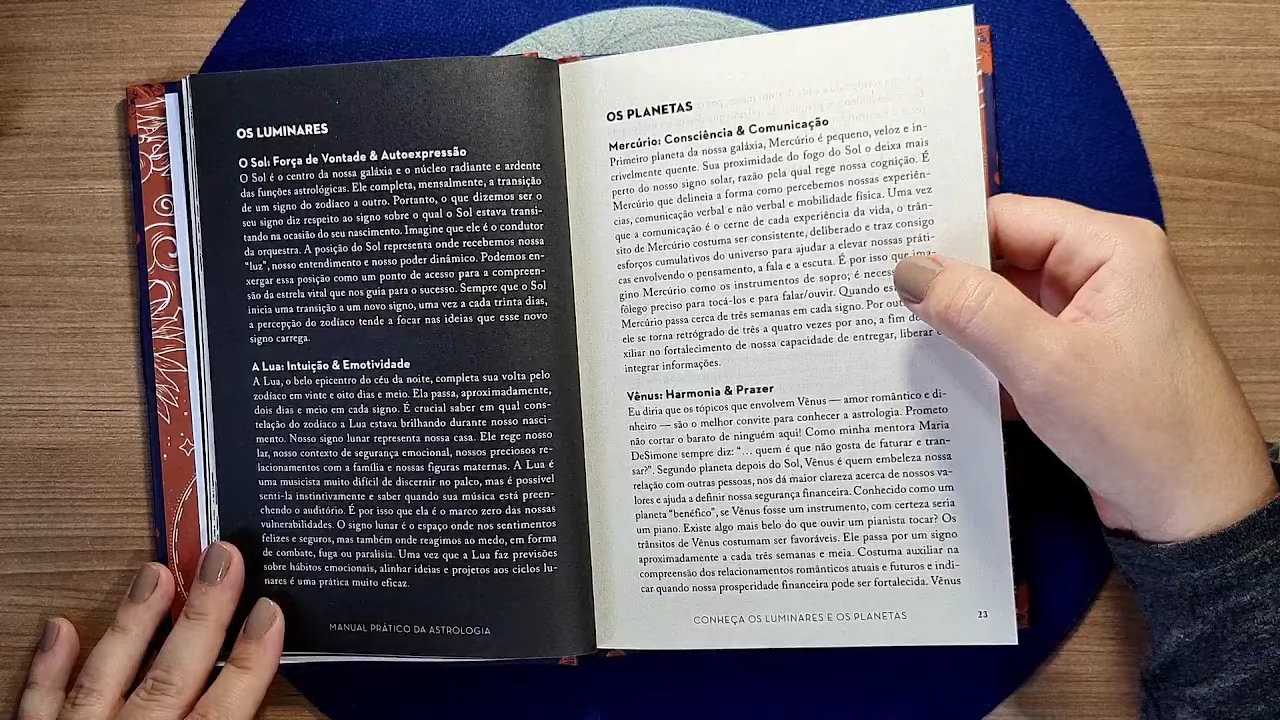 OS LUMINARES
O Sol: Força de Vontade & Autoexpressão
O Sol é o centro da nossa galáxia e o núcleo radiante e ardente
das funções astrológicas. Ele completa, mensalmente, a transição
de um signo do zodíaco a outro. Portanto, o que dizemos ser o
seu signo diz respeito ao signo sobre o qual o Sol estava transi-
tando na ocasião do seu nascimento. Imagine que ele é o condutor
da orquestra. A posição do Sol representa onde recebemos nossa
"luz", nosso entendimento e nosso poder dinâmico. Podemos en-
xergar essa posição como um ponto de acesso para a compreen-
são da estrela vital que nos guia para o sucesso. Sempre que o Sol
inicia uma transição a um novo signo, uma vez a cada trinta dias,
a percepção do zodíaco tende a focar nas ideias que esse novo
signo carrega.
A Lua: Intuição & Emotividade
A Lua, o belo epicentro do céu da noite, completa sua volta pelo
zodíaco em vinte e oito dias e meio. Ela passa, aproximadamente,
dois dias e meio em cada signo. É crucial saber em qual cons-
telação do zodíaco a Lua estava brilhando durante nosso nasci-
mento. Nosso signo lunar representa nossa casa. Ele rege nosso
lar, nosso contexto de segurança emocional, nossos preciosos re-
lacionamentos com a família e nossas figuras maternas. A Lua é
uma musicista muito difícil de discernir no palco, mas é possível
senti-la instintivamente e saber quando sua música está preen-
chendo o auditório. É por isso que ela é o marco zero das nossas
vulnerabilidades. O signo lunar é o espaço onde nos sentimentos
felizes e seguros, mas também onde reagimos ao medo, em forma
de combate, fuga ou paralisia. Uma vez que a Lua faz previsões
sobre hábitos emocionais, alinhar ideias e projetos aos ciclos lu-
nares é uma prática muito eficaz.
MANUAL PRÁTICO DA ASTROLOGIA
OS PLANETAS
Mercúrio: Consciência & Comunicação
Primeiro planeta da nossa galáxia, Mercúrio é pequeno, veloz e in-
crivelmente quente. Sua proximidade do fogo do Sol o deixa mais
perto do nosso signo solar, razão pela qual rege nossa cognição. É
Mercúrio que delineia a forma como percebemos nossas experiên-
cias, comunicação verbal e não verbal e mobilidade física. Uma vez
que a comunicação é o cerne de cada experiência da vida, o trân-
sito de Mercúrio costuma ser consistente, deliberado e traz consigo
esforços cumulativos do universo para ajudar a elevar nossas práti-
cas envolvendo o pensamento, a fala e a escuta. É por isso que ima-
gino Mercúrio como os instrumentos de sopro; é
fôlego preciso para tocá-los e para falar/ouvir. Quando
Mercúrio passa cerca de três semanas em cada signo. Por
ele se torna retrógrado de três a quatro vezes por ano, a fim
xiliar no fortalecimento de nossa capacidade de entregar, liberar
integrar informações.
Vênus: Harmonia & Prazer
Eu diria que os tópicos que envolvem Vênus — amor romântico e di-
nheiro — são o melhor convite para conhecer a astrologia. Prometo
não cortar o barato de ninguém aqui! Como minha mentora Maria
DeSimone sempre diz: "… quem é que não gosta de faturar e tran-
sar?". Segundo planeta depois do Sol, Vênus é quem embeleza nossa
relação com outras pessoas, nos dá maior clareza acerca de nossos va-
lores e ajuda a definir nossa segurança financeira. Conhecido como um
planeta "benéfico", se Vênus fosse um instrumento, com certeza seria
um piano. Existe algo mais belo do que ouvir um pianista tocar? Os
trânsitos de Vênus costumam ser favoráveis. Ele passa por um signo
aproximadamente a cada três semanas e meia. Costuma auxiliar na
compreensão dos relacionamentos românticos atuais e futuros e indi-
car quando nossa prosperidade financeira pode ser fortalecida. Vênus
CONHEÇA OS LUMINARES E OS PLANETAS
23